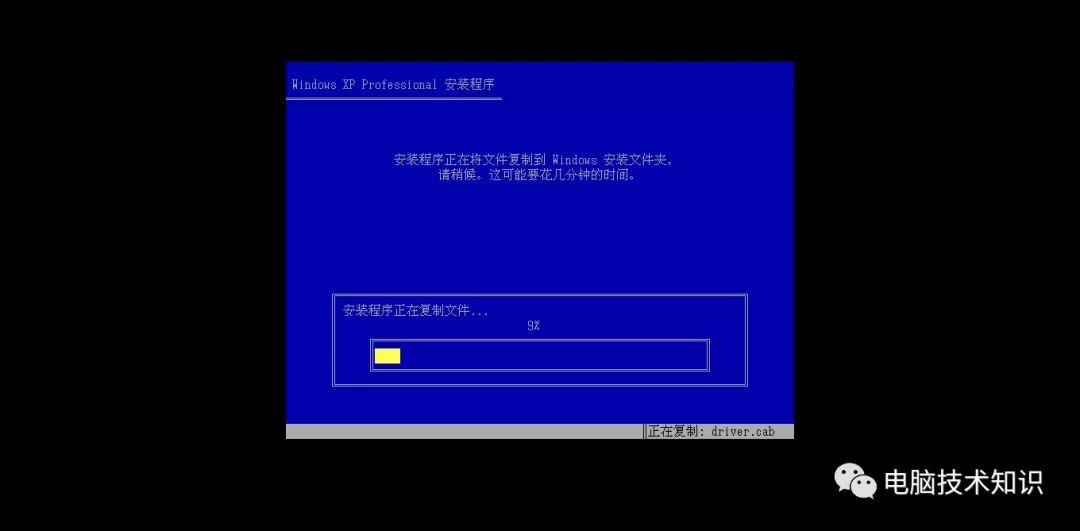 Windows XP Professional 安装程序
安装程序正在将文件复制到 Windows 安装文件夹,
请稍候。这可能要花几分钟的时间。
安装程序正在复制文件...
9%
正在复制: driver.cab
电脑技术知识